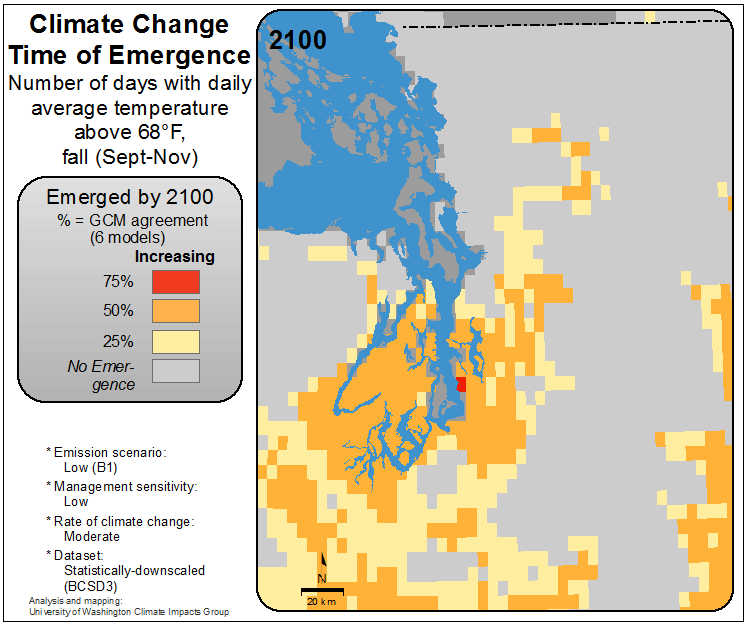 Climate Change
Time of Emergence
Number of days with daily
average temperature
above 68°F,
fall (Sept-Nov)
2100
Emerged by 2100
% = GCM agreement
(6 models)
Increasing
75%
50%
25%
No Emer-
gence
* Emission scenario:
Low (B1)
* Management sensitivity:
Low
* Rate of climate change:
Moderate
* Dataset:
Statistically-downscaled
(BCSD3)
Analysis and mapping:
University of Washington Climate Impacts Group
N
20 km